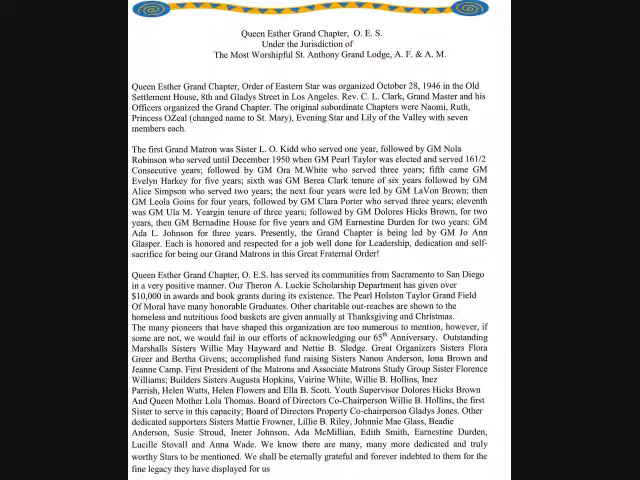 Queen Esther Grand Chapter, O. E. S.
Under the Jurisdiction of
The Most Worshipful St. Anthony Grand Lodge, A. F. & A. M.
Queen Esther Grand Chapter, Order of Eastern Star was organized October 28, 1946 in the Old
Settlement House, 8th and Gladys Street in Los Angeles. Rev. C. L. Clark, Grand Master and his
Officers organized the Grand Chapter. The original subordinate Chapters were Naomi, Ruth,
Princess OZeal (changed name to St. Mary), Evening Star and Lily of the Valley with seven
members each.
The first Grand Matron was Sister L. O. Kidd who served one year, followed by GM Nola
Robinson who served until December 1950 when GM Pearl Taylor was elected and served 161/2
Consecutive years; followed by GM Ora M.White who served three years; fifth came GM
Evelyn Harkey for five years; sixth was GM Berea Clark tenure of six years followed by GM
Alice Simpson who served two years; the next four years were led by GM LaVon Brown; then
GM Leola Goins for four years, followed by GM Clara Porter who served three years; eleventh
was GM Ula M. Yeargin tenure of three years; followed by GM Dolores Hicks Brown, for two
years, then GM Bernadine House for five years and GM Earnestine Durden for two years: GM
Ada L. Johnson for three years. Presently, the Grand Chapter is being led by GM Jo Ann
Glasper. Each is honored and respected for a job well done for Leadership, dedication and self-
sacrifice for being our Grand Matrons in this Great Fraternal Order!
Queen Esther Grand Chapter, O. E.S. has served its communities from Sacramento to San Diego
in a very positive manner. Our Theron A. Luckie Scholarship Department has given over
$10,000 in awards and book grants during its existence. The Pearl Holston Taylor Grand Field
Of Moral have many honorable Graduates. Other charitable out-reaches are shown to the
homeless and nutritious food baskets are given annually at Thanksgiving and Christmas.
The many pioneers that have shaped this organization are too numerous to mention, however, if
some are not, we would fail in our efforts of acknowledging our 65th Anniversary. Outstanding
Marshalls Sisters Willie May Hayward and Nettie B. Sledge. Great Organizers Sisters Flora
Greer and Bertha Givens; accomplished fund raising Sisters Nanon Anderson, Iona Brown and
Jeanne Camp. First President of the Matrons and Associate Matrons Study Group Sister Florence
Williams; Builders Sisters Augusta Hopkins, Vairine White, Willie B. Hollins, Inez
Parrish, Helen Watts, Helen Flowers and Ella B. Scott. Youth Supervisor Dolores Hicks Brown
And Queen Mother Lola Thomas. Board of Directors Co-Chairperson Willie B. Hollins, the first
Sister to serve in this capacity; Board of Directors Property Co-chairperson Gladys Jones. Other
dedicated supporters Sisters Mattie Frowner, Lillie B. Riley, Johnnie Mae Glass, Beadie
Anderson, Susie Stroud, Ineter Johnson, Ada McMillian, Edith Smith, Earnestine Durden,
Lucille Stovall and Anna Wade. We know there are many, many more dedicated and truly
worthy Stars to be mentioned. We shall be eternally grateful and forever indebted to them for the
fine legacy they have displayed for us